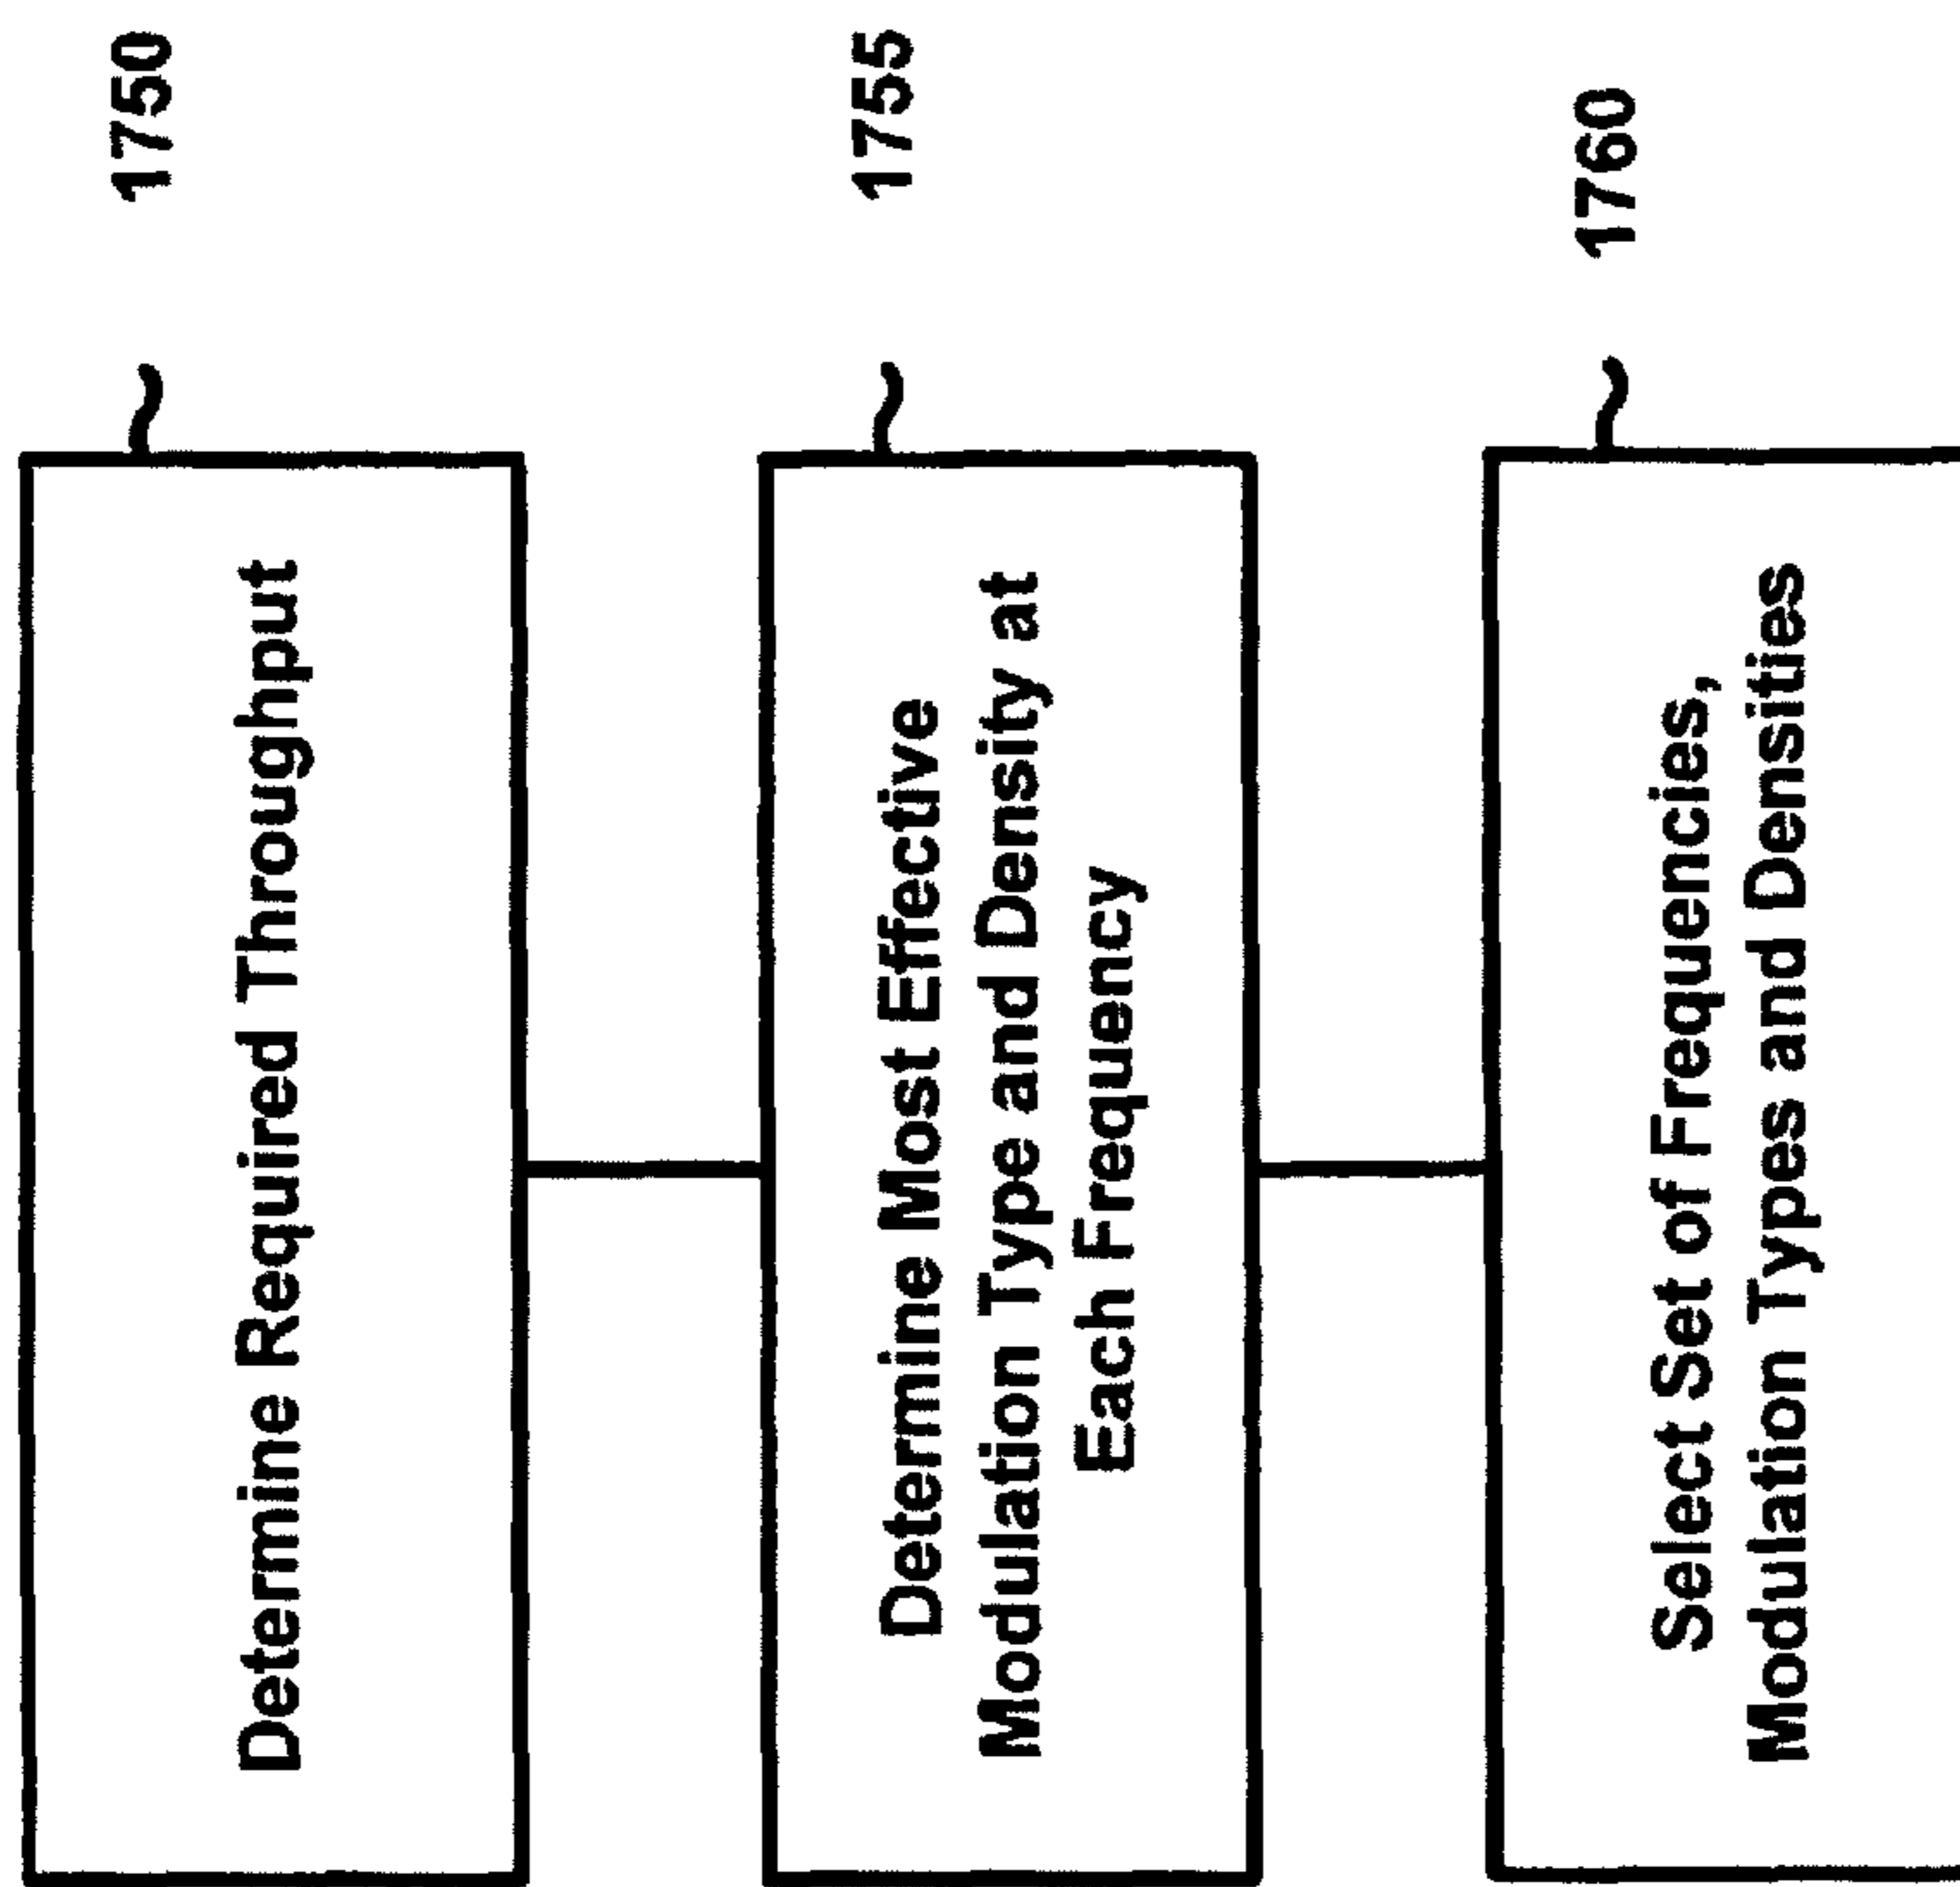 1750
Determine Required Throughput
1755
Determine Most Effective
Modulation Type and Density at
Each Frequency
1760
Select Set of Frequencies,
Modulation Types and Densities